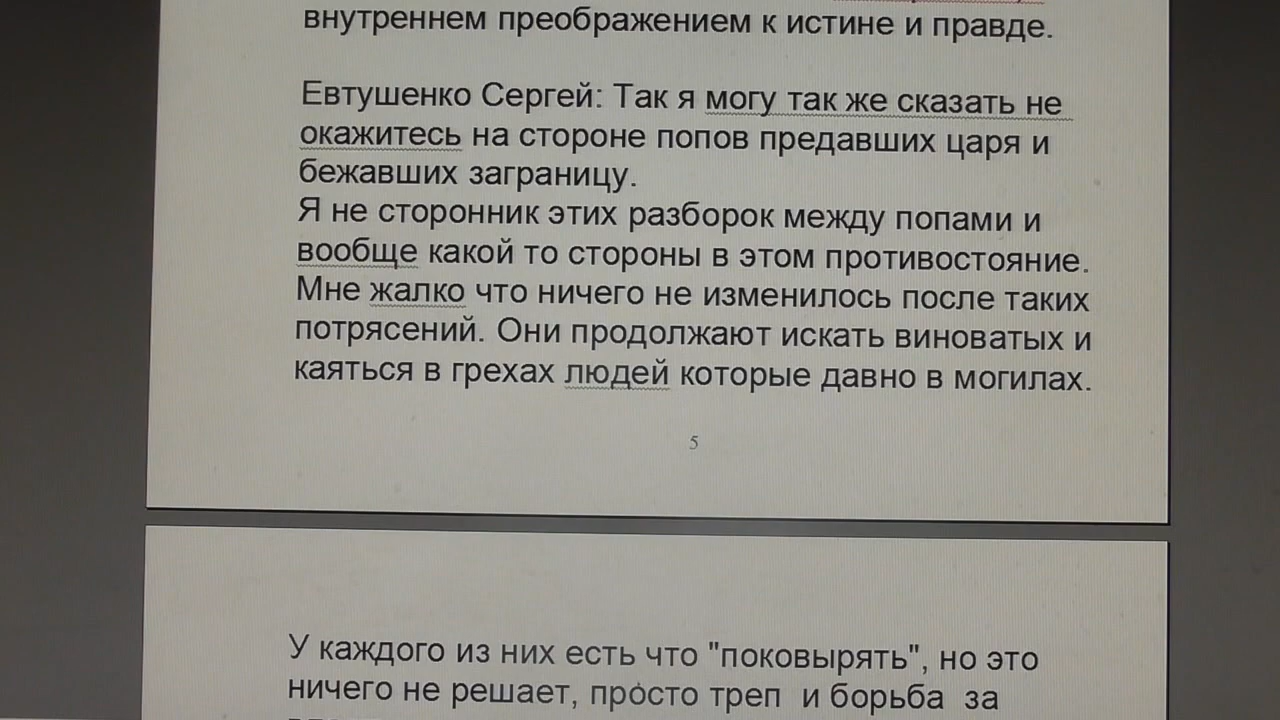 внутреннем преображением к истине и правде.
Евтушенко Сергей: Так я могу так же сказать не
окажитесь на стороне попов предавших царя и
бежавших заграницу.
Я не сторонник этих разборок между попами и
вообще какой то стороны в этом противостояние.
Мне жалко что ничего не изменилось после таких
потрясений. Они продолжают искать виноватых и
каяться в грехах людей которые давно в могилах.
5
У каждого из них есть что "поковырять", но это
ничего не решает, просто треп и борьба за